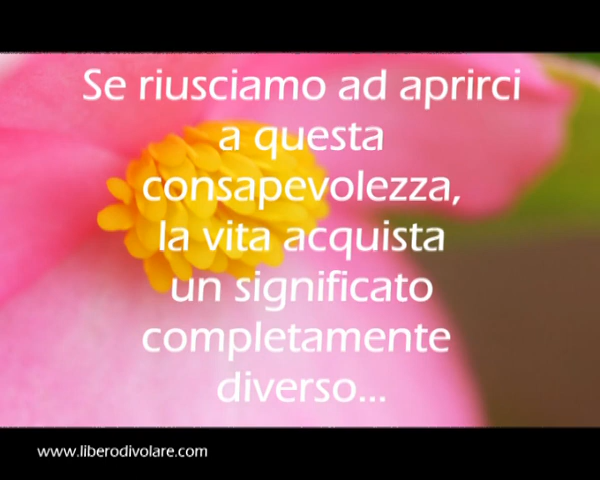 Se riusciamo ad aprirci
a questa
consapevolezza,
la vita acquista
un significato
completamente
diverso...
www.liberodivolare.com